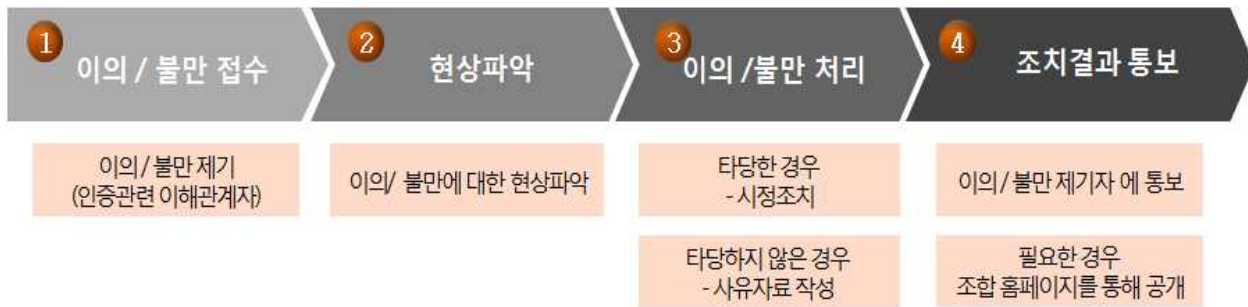 1 이의 / 불만 접수
2 현상파악
3 이의 /불만 처리
4 조치결과 통보
이의 / 불만 제기
(인증관련 이해관계자)
이의/ 불만에 대한 현상파악
타당한 경우
- 시정조치
이의 / 불만 제기자 에 통보
타당하지 않은 경우
- 사유자료 작성
필요한 경우
조합 홈페이지를 통해 공개